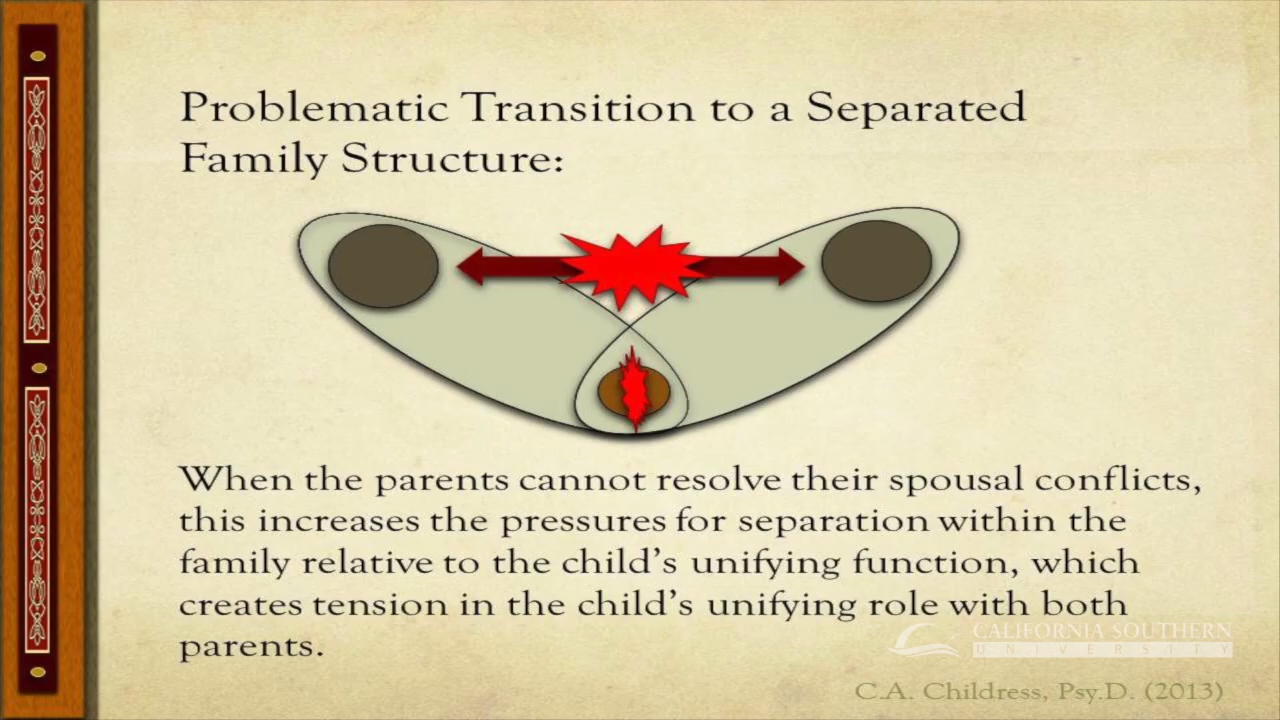 Problematic Transition to a Separated
Family Structure:
When the parents cannot resolve their spousal conflicts,
this increases the pressures for separation within the
family relative to the child’s unifying function, which
creates tension in the child’s unifying role with both
parents.
CALIFORNIA SOUTHERN
UNIVERSITY
C.A. Childress, Psy.D. (2013)